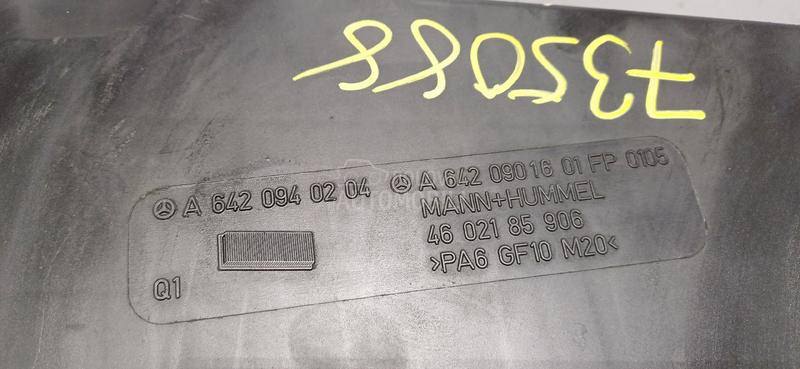 735088
A 642 094 02 04 A 642 090 16 01 FP 0105
MANN+HUMMEL
46 021 85 906
>PA6 GF10 M20<
Q1